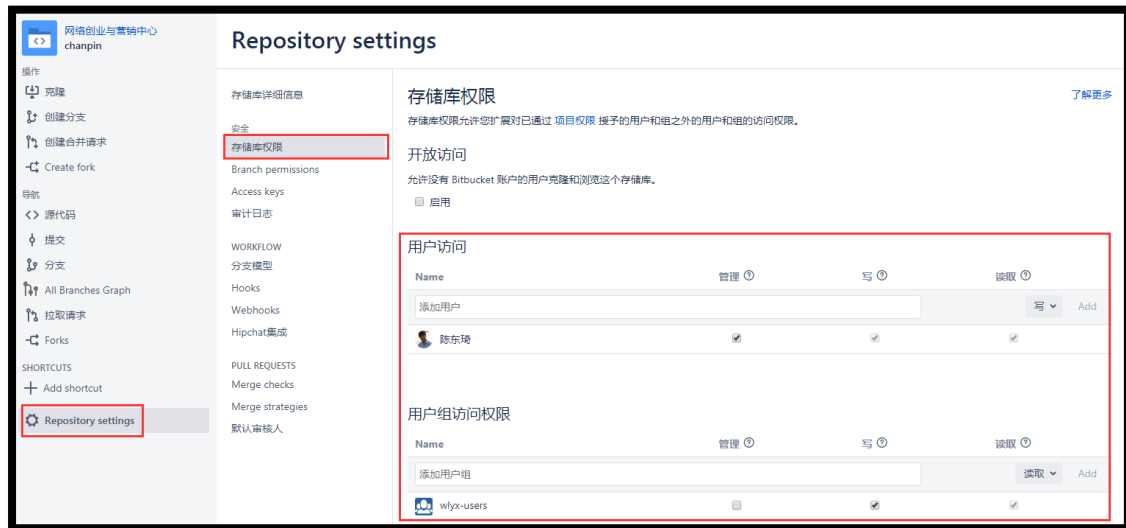 网络创业与营销中心
chanpin
操作
克隆
创建分支
创建合并请求
Create fork
导航
源代码
提交
分支
All Branches Graph
拉取请求
Forks
SHORTCUTS
Add shortcut
Repository settings
Repository settings
存储库详细信息
安全
存储库权限
Branch permissions
Access keys
审计日志
WORKFLOW
分支模型
Hooks
Webhooks
Hipchat集成
PULL REQUESTS
Merge checks
Merge strategies
默认审核人
存储库权限 了解更多
存储库权限允许您扩展对已通过 项目权限 授予的用户和组之外的用户和组的访问权限。
开放访问
允许没有 Bitbucket 账户的用户克隆和浏览这个存储库。
启用
用户访问
Name 管理 写 读取
添加用户 写 Add
陈东琦
用户组访问权限
Name 管理 写 读取
添加用户组 读取 Add
wlyx-users